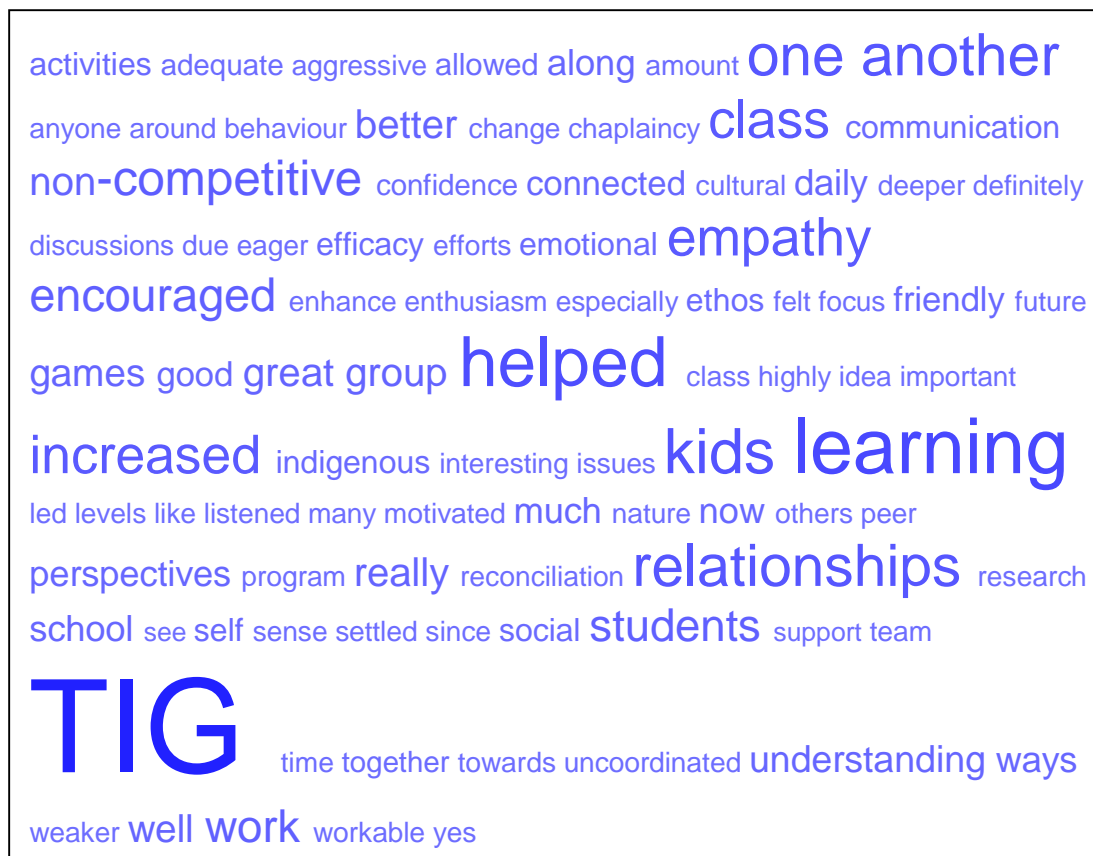 activities adequate aggressive allowed along amount one another
anyone around behaviour better change chaplaincy class communication
non-competitive confidence connected cultural daily deeper definitely
discussions due eager efficacy efforts emotional empathy
encouraged enhance enthusiasm especially ethos felt focus friendly future
games good great group helped class highly idea important
increased indigenous interesting issues kids learning
led levels like listened many motivated much nature now others peer
perspectives program really reconciliation relationships research
school see self sense settled since social students support team
TIG time together towards uncoordinated understanding ways
weaker well work workable yes